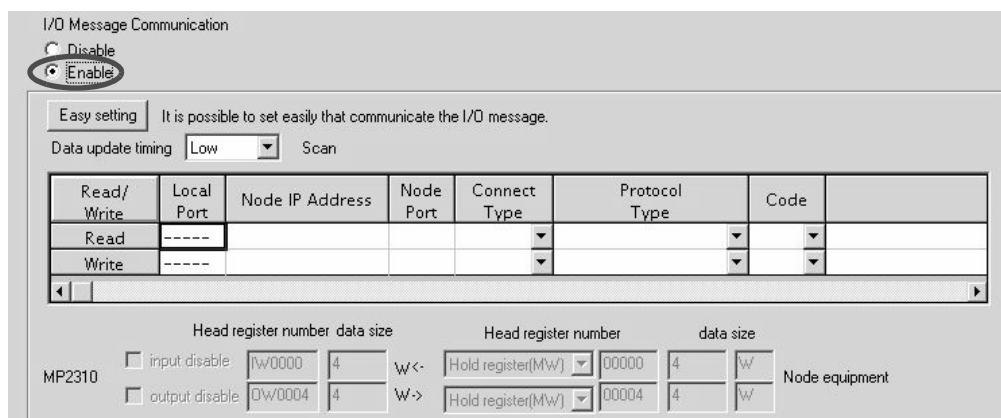 I/O Message Communication
Disable
Enable
Easy setting It is possible to set easily that communicate the I/O message.
Data update timing Low Scan
Read/ Write Local Port Node IP Address Node Port Connect Type Protocol Type Code
Read -----
Write -----
Head register number data size Head register number data size
MP2310 input disable IW0000 4 W<- Hold register(MW) 00000 4 W Node equipment
output disable OW0004 4 W-> Hold register(MW) 00004 4 W